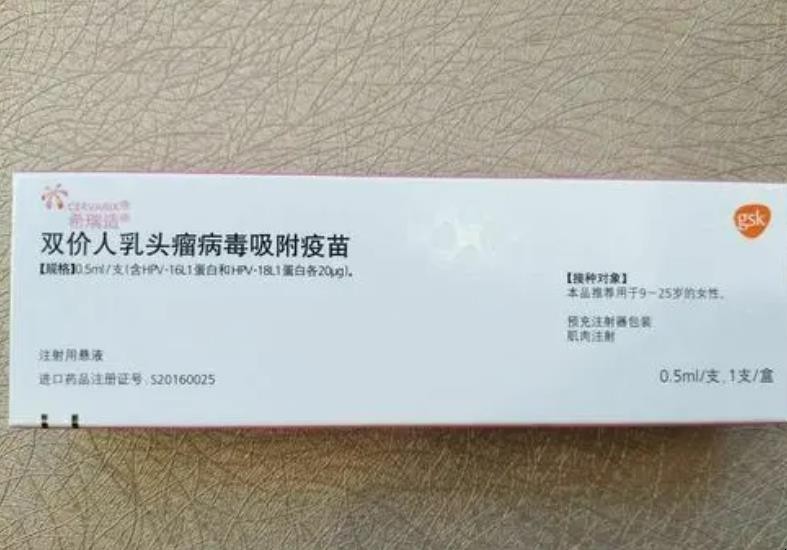 CERVARIX®
希瑞适®
双价人乳头瘤病毒吸附疫苗
【规格】0.5ml/支(含HPV-16L1蛋白和HPV-18L1蛋白各20μg)。
gsk
【接种对象】
本品推荐用于9~25岁的女性。
预充注射器包装
肌肉注射
注射用悬液
进口药品注册证号.S20160025
0.5ml/支,1支/盒